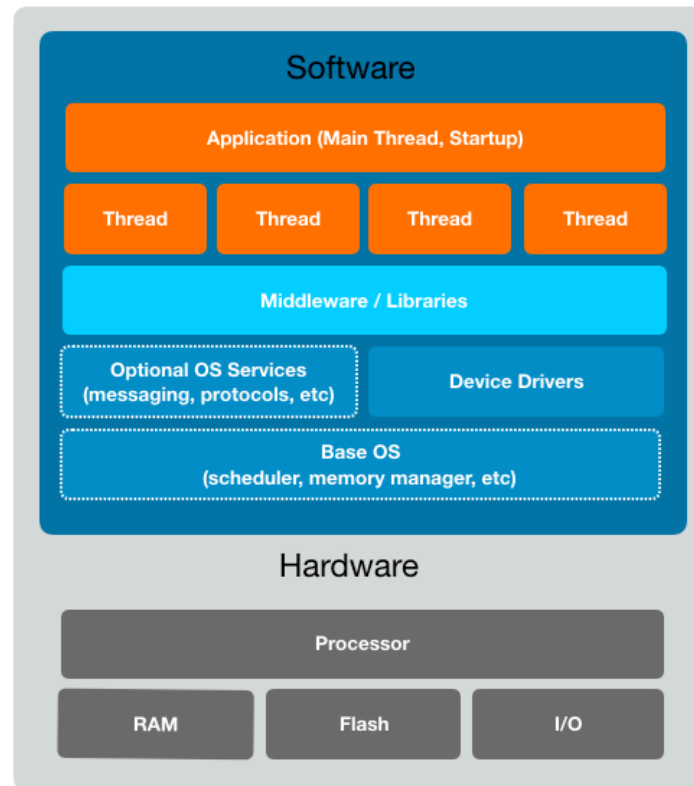 Software
Application (Main Thread, Startup)
Thread
Thread
Thread
Thread
Middleware / Libraries
Optional OS Services
(messaging, protocols, etc)
Device Drivers
Base OS
(scheduler, memory manager, etc)
Hardware
Processor
RAM
Flash
I/O